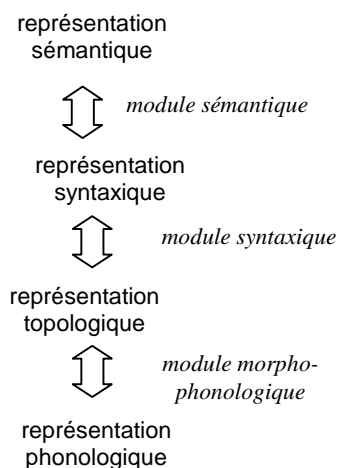 représentation
sémantique
module sémantique
représentation
syntaxique
module syntaxique
représentation
topologique
module morpho-
phonologique
représentation
phonologique